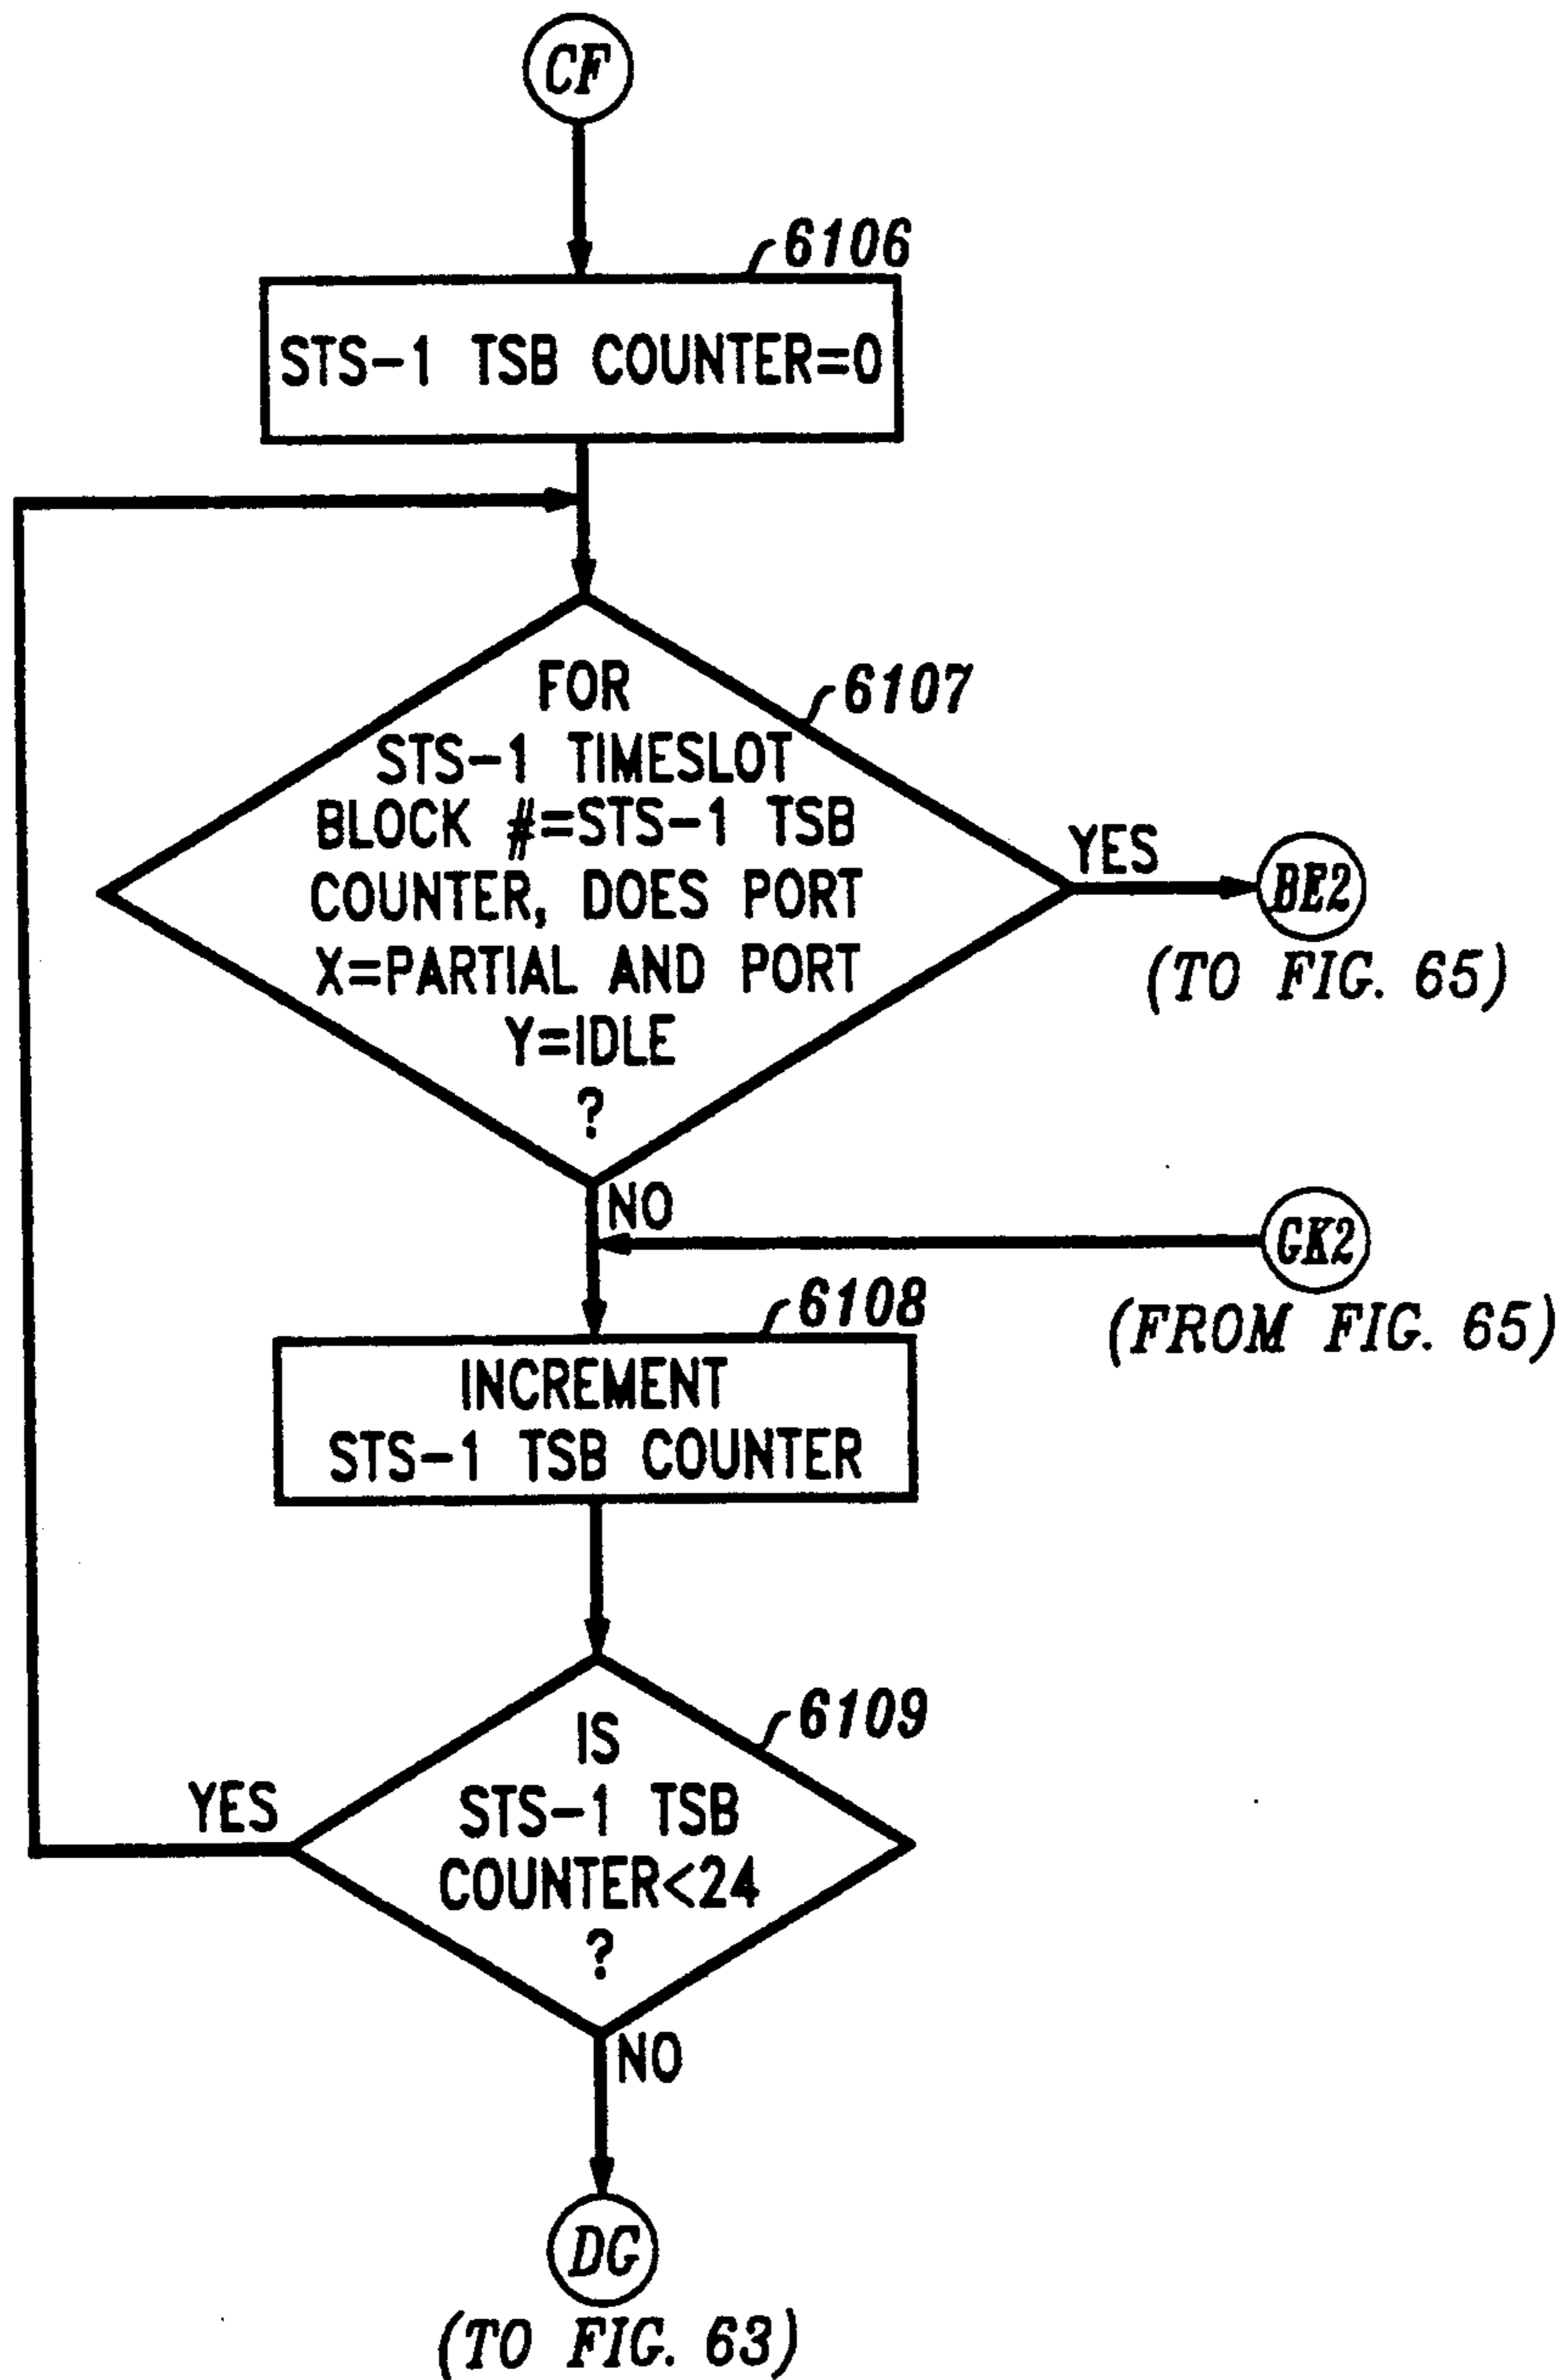 CF
6106
STS-1 TSB COUNTER=0
6107
FOR
STS-1 TIMESLOT
BLOCK #=STS-1 TSB
COUNTER, DOES PORT
X=PARTIAL AND PORT
Y=IDLE
?
YES
BE2
(TO FIG. 65)
NO
GK2
(FROM FIG. 65)
6108
INCREMENT
STS-1 TSB COUNTER
6109
IS
STS-1 TSB
COUNTER<24
?
YES
NO
DG
(TO FIG. 63)